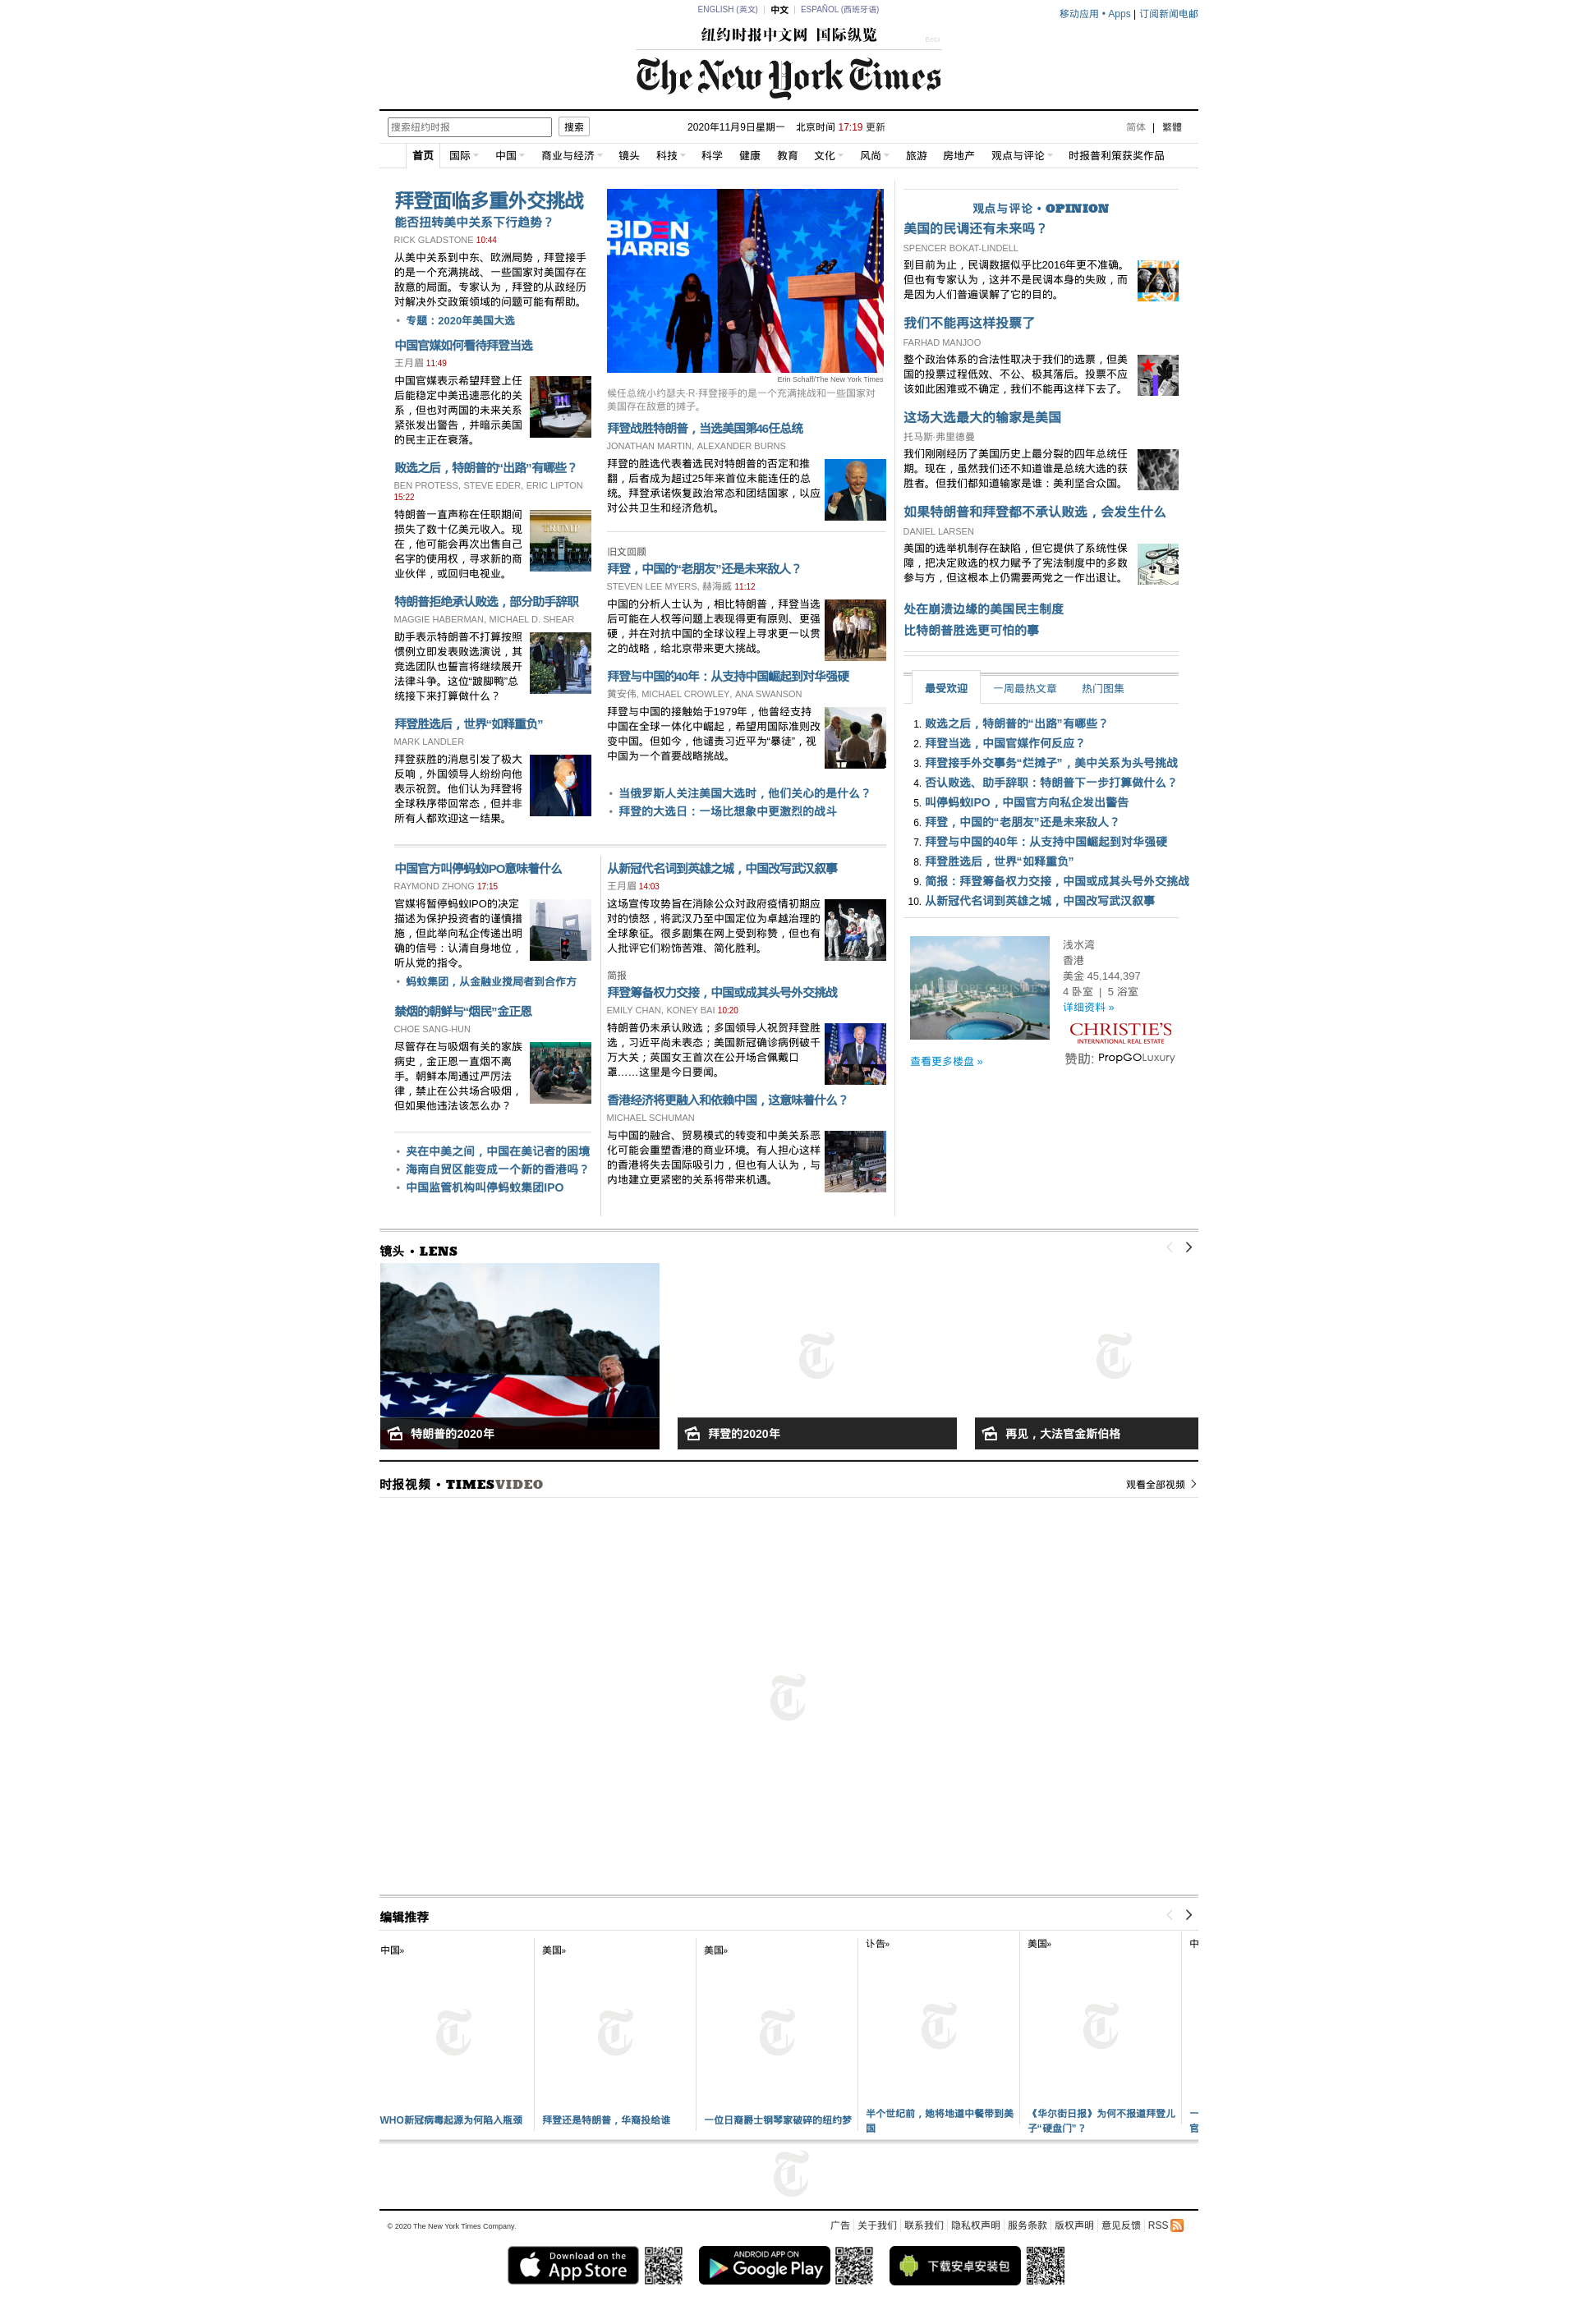 ENGLISH (英文) | 中文 | ESPAÑOL (西班牙语)
移动应用 • Apps | 订阅新闻电邮
纽约时报中文网 国际纵览
Beta
The New York Times
搜索纽约时报 搜索
2020年11月9日星期一 北京时间 17:19 更新
简体 | 繁體
首页 国际 中国 商业与经济 镜头 科技 科学 健康 教育 文化 风尚 旅游 房地产 观点与评论 时报普利策获奖作品
拜登面临多重外交挑战
能否扭转美中关系下行趋势？
RICK GLADSTONE 10:44
从美中关系到中东、欧洲局势，拜登接手
的是一个充满挑战、一些国家对美国存在
敌意的局面。专家认为，拜登的从政经历
对解决外交政策领域的问题可能有帮助。
• 专题：2020年美国大选
中国官媒如何看待拜登当选
王月眉 11:49
中国官媒表示希望拜登上任
后能稳定中美迅速恶化的关
系，但也对两国的未来关系
紧张发出警告，并暗示美国
的民主正在衰落。
败选之后，特朗普的“出路”有哪些？
BEN PROTESS, STEVE EDER, ERIC LIPTON
15:22
特朗普一直声称在任职期间
损失了数十亿美元收入。现
在，他可能会再次出售自己
名字的使用权，寻求新的商
业伙伴，或回归电视业。
TRUMP
特朗普拒绝承认败选，部分助手辞职
MAGGIE HABERMAN, MICHAEL D. SHEAR
助手表示特朗普不打算按照
惯例立即发表败选演说，其
竞选团队也誓言将继续展开
法律斗争。这位“跛脚鸭”总
统接下来打算做什么？
拜登胜选后，世界“如释重负”
MARK LANDLER
拜登获胜的消息引发了极大
反响，外国领导人纷纷向他
表示祝贺。他们认为拜登将
全球秩序带回常态，但并非
所有人都欢迎这一结果。
BIDEN
HARRIS
Erin Schaff/The New York Times
候任总统小约瑟夫·R·拜登接手的是一个充满挑战和一些国家对
美国存在敌意的摊子。
拜登战胜特朗普，当选美国第46任总统
JONATHAN MARTIN, ALEXANDER BURNS
拜登的胜选代表着选民对特朗普的否定和推
翻，后者成为超过25年来首位未能连任的总
统。拜登承诺恢复政治常态和团结国家，以应
对公共卫生和经济危机。
旧文回顾
拜登，中国的“老朋友”还是未来敌人？
STEVEN LEE MYERS, 赫海威 11:12
中国的分析人士认为，相比特朗普，拜登当选
后可能在人权等问题上表现得更有原则、更强
硬，并在对抗中国的全球议程上寻求更一以贯
之的战略，给北京带来更大挑战。
拜登与中国的40年：从支持中国崛起到对华强硬
黄安伟, MICHAEL CROWLEY, ANA SWANSON
拜登与中国的接触始于1979年，他曾经支持
中国在全球一体化中崛起，希望用国际准则改
变中国。但如今，他谴责习近平为“暴徒”，视
中国为一个首要战略挑战。
• 当俄罗斯人关注美国大选时，他们关心的是什么？
• 拜登的大选日：一场比想象中更激烈的战斗
观点与评论 • OPINION
美国的民调还有未来吗？
SPENCER BOKAT-LINDELL
到目前为止，民调数据似乎比2016年更不准确。
但也有专家认为，这并不是民调本身的失败，而
是因为人们普遍误解了它的目的。
我们不能再这样投票了
FARHAD MANJOO
整个政治体系的合法性取决于我们的选票，但美
国的投票过程低效、不公、极其落后。投票不应
该如此困难或不确定，我们不能再这样下去了。
这场大选最大的输家是美国
托马斯·弗里德曼
我们刚刚经历了美国历史上最分裂的四年总统任
期。现在，虽然我们还不知道谁是总统大选的获
胜者。但我们都知道输家是谁：美利坚合众国。
如果特朗普和拜登都不承认败选，会发生什么
DANIEL LARSEN
美国的选举机制存在缺陷，但它提供了系统性保
障，把决定败选的权力赋予了宪法制度中的多数
参与方，但这根本上仍需要两党之一作出退让。
处在崩溃边缘的美国民主制度
比特朗普胜选更可怕的事
最受欢迎 一周最热文章 热门图集
1. 败选之后，特朗普的“出路”有哪些？
2. 拜登当选，中国官媒作何反应？
3. 拜登接手外交事务“烂摊子”，美中关系为头号挑战
4. 否认败选、助手辞职：特朗普下一步打算做什么？
5. 叫停蚂蚁IPO，中国官方向私企发出警告
6. 拜登，中国的“老朋友”还是未来敌人？
7. 拜登与中国的40年：从支持中国崛起到对华强硬
8. 拜登胜选后，世界“如释重负”
9. 简报：拜登筹备权力交接，中国或成其头号外交挑战
10. 从新冠代名词到英雄之城，中国改写武汉叙事
浅水湾
香港
美金 45,144,397
4 卧室 | 5 浴室
详细资料 »
CHRISTIE'S
INTERNATIONAL REAL ESTATE
赞助: PropGOLuxury
查看更多楼盘 »
中国官方叫停蚂蚁IPO意味着什么
RAYMOND ZHONG 17:15
官媒将暂停蚂蚁IPO的决定
描述为保护投资者的谨慎措
施，但此举向私企传递出明
确的信号：认清自身地位，
听从党的指令。
• 蚂蚁集团，从金融业搅局者到合作方
禁烟的朝鲜与“烟民”金正恩
CHOE SANG-HUN
尽管存在与吸烟有关的家族
病史，金正恩一直烟不离
手。朝鲜本周通过严厉法
律，禁止在公共场合吸烟，
但如果他违法该怎么办？
• 夹在中美之间，中国在美记者的困境
• 海南自贸区能变成一个新的香港吗？
• 中国监管机构叫停蚂蚁集团IPO
从新冠代名词到英雄之城，中国改写武汉叙事
王月眉 14:03
这场宣传攻势旨在消除公众对政府疫情初期应
对的愤怒，将武汉乃至中国定位为卓越治理的
全球象征。很多剧集在网上受到称赞，但也有
人批评它们粉饰苦难、简化胜利。
简报
拜登筹备权力交接，中国或成其头号外交挑战
EMILY CHAN, KONEY BAI 10:20
特朗普仍未承认败选；多国领导人祝贺拜登胜
选，习近平尚未表态；美国新冠确诊病例破千
万大关；英国女王首次在公开场合佩戴口
罩……这里是今日要闻。
香港经济将更融入和依赖中国，这意味着什么？
MICHAEL SCHUMAN
与中国的融合、贸易模式的转变和中美关系恶
化可能会重塑香港的商业环境。有人担心这样
的香港将失去国际吸引力，但也有人认为，与
内地建立更紧密的关系将带来机遇。
镜头 • LENS
特朗普的2020年
拜登的2020年
再见，大法官金斯伯格
时报视频 • TIMESVIDEO
观看全部视频
编辑推荐
中国»
美国»
美国»
讣告»
美国»
中
WHO新冠病毒起源为何陷入瓶颈
拜登还是特朗普，华裔投给谁
一位日裔爵士钢琴家破碎的纽约梦
半个世纪前，她将地道中餐带到美
国
《华尔街日报》为何不报道拜登儿
子“硬盘门”？
一
官
© 2020 The New York Times Company.
广告 关于我们 联系我们 隐私权声明 服务条款 版权声明 意见反馈 RSS
Download on the
App Store
ANDROID APP ON
Google Play
下载安卓安装包